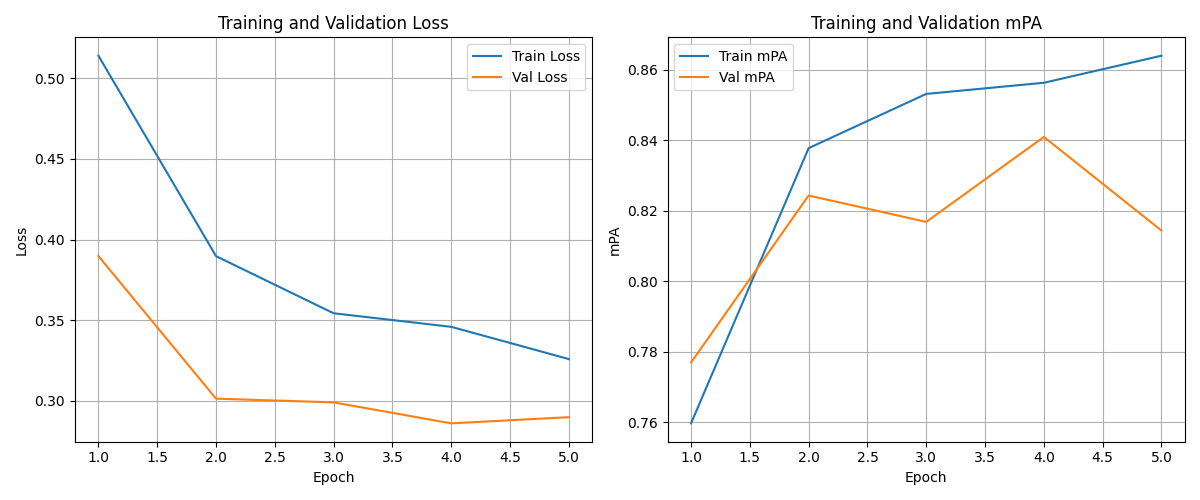 Training and Validation Loss
Train Loss
Val Loss
0.50
0.45
0.40
0.35
0.30
Loss
1.0 1.5 2.0 2.5 3.0 3.5 4.0 4.5 5.0
Epoch
Training and Validation mPA
Train mPA
Val mPA
0.86
0.84
0.82
0.80
0.78
0.76
mPA
1.0 1.5 2.0 2.5 3.0 3.5 4.0 4.5 5.0
Epoch